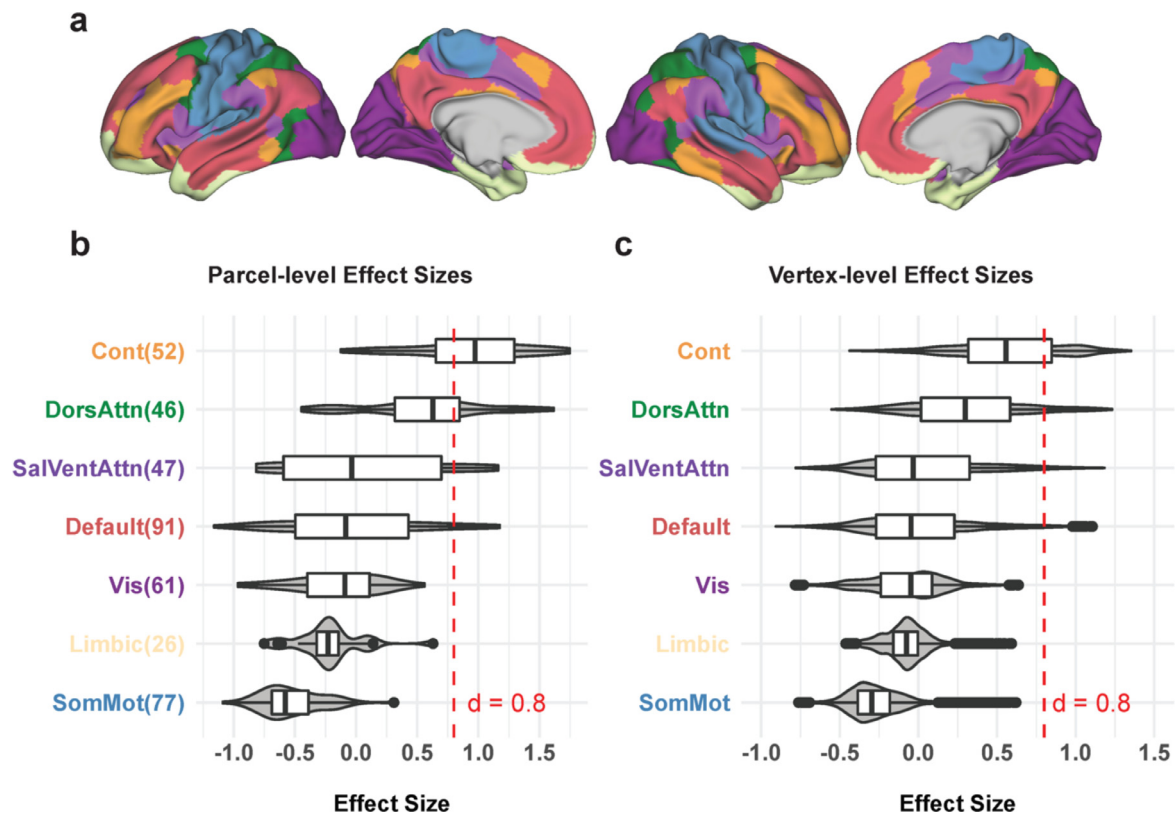 a
b
c
Parcel-level Effect Sizes
Vertex-level Effect Sizes
Cont(52)
DorsAttn(46)
SalVentAttn(47)
Default(91)
Vis(61)
Limbic(26)
SomMot(77)
d = 0.8
-1.0 -0.5 0.0 0.5 1.0 1.5
Effect Size
Cont
DorsAttn
SalVentAttn
Default
Vis
Limbic
SomMot
d = 0.8
-1.0 -0.5 0.0 0.5 1.0 1.5
Effect Size